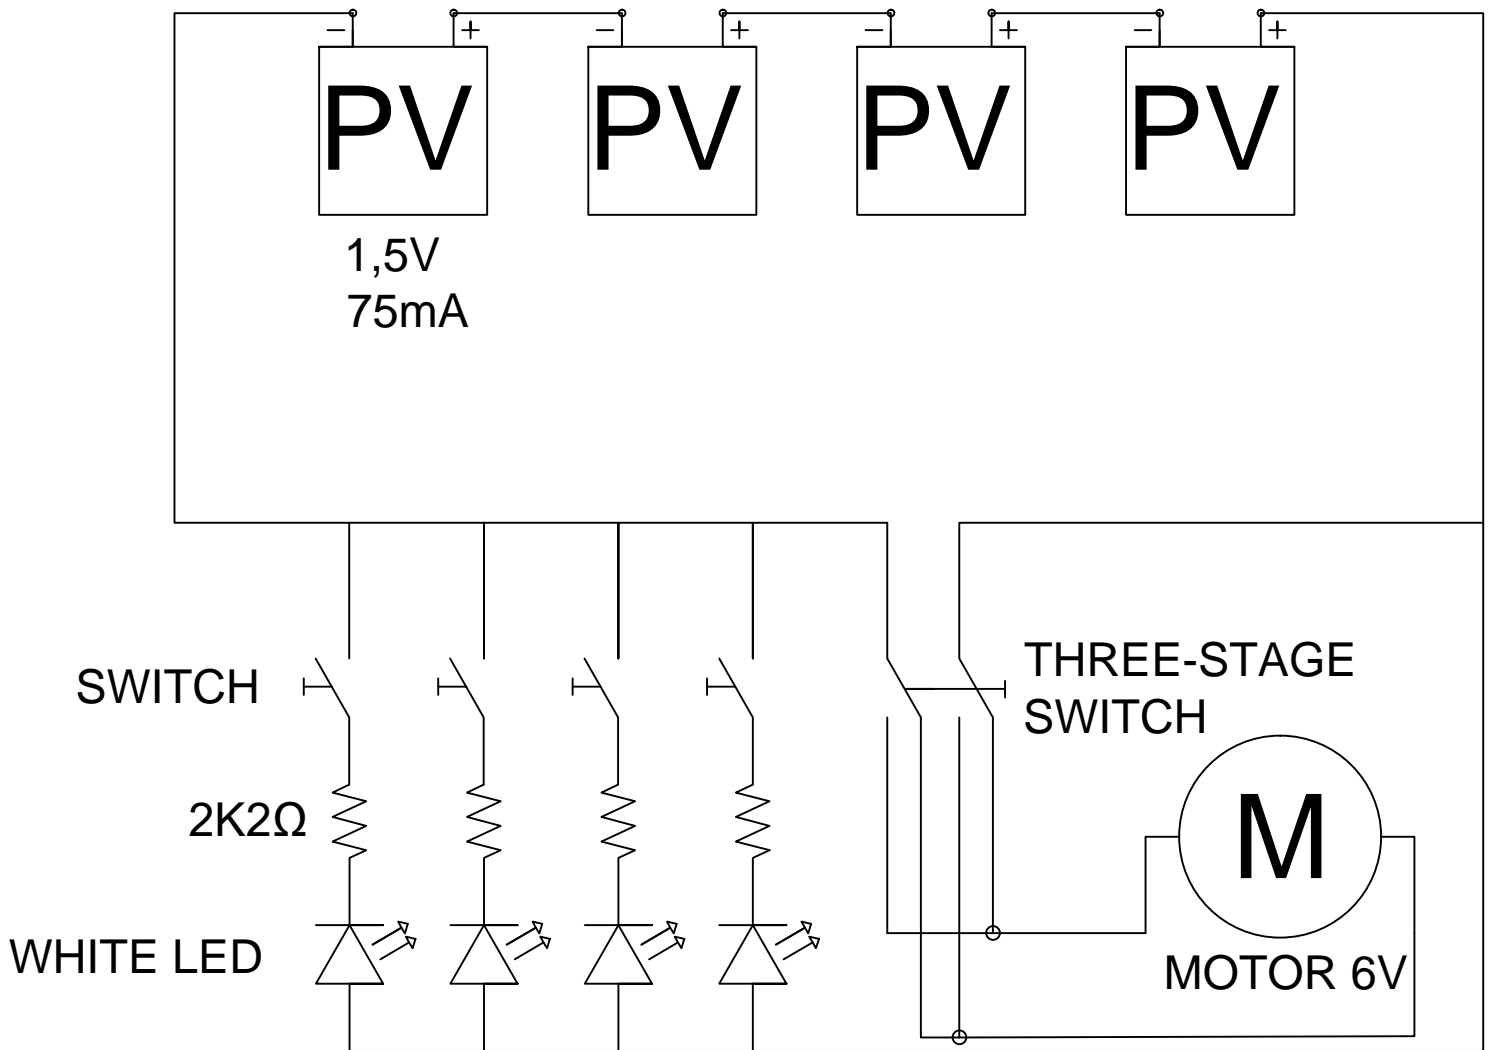 − + − + − + − +
PV PV PV PV
1,5V
75mA
SWITCH
THREE-STAGE
SWITCH
2K2Ω
M
WHITE LED
MOTOR 6V